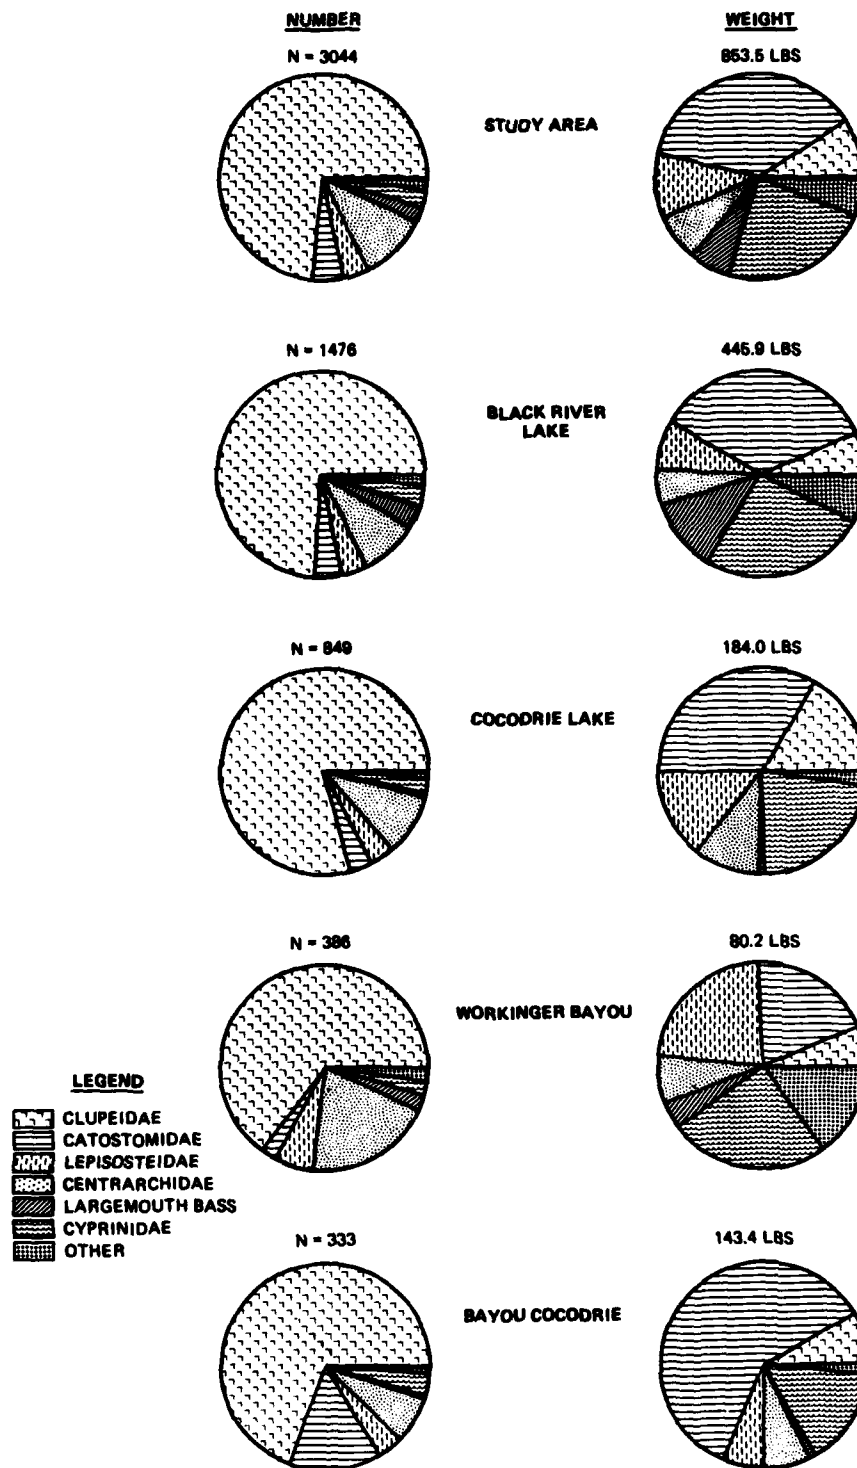 NUMBER
WEIGHT
N = 3044
853.5 LBS
STUDY AREA
N = 1476
445.9 LBS
BLACK RIVER
LAKE
N = 849
184.0 LBS
COCODRIE LAKE
N = 386
80.2 LBS
WORKINGER BAYOU
LEGEND
CLUPEIDAE
CATOSTOMIDAE
LEPISOSTEIDAE
CENTRARCHIDAE
LARGEMOUTH BASS
CYPRINIDAE
OTHER
N = 333
143.4 LBS
BAYOU COCODRIE